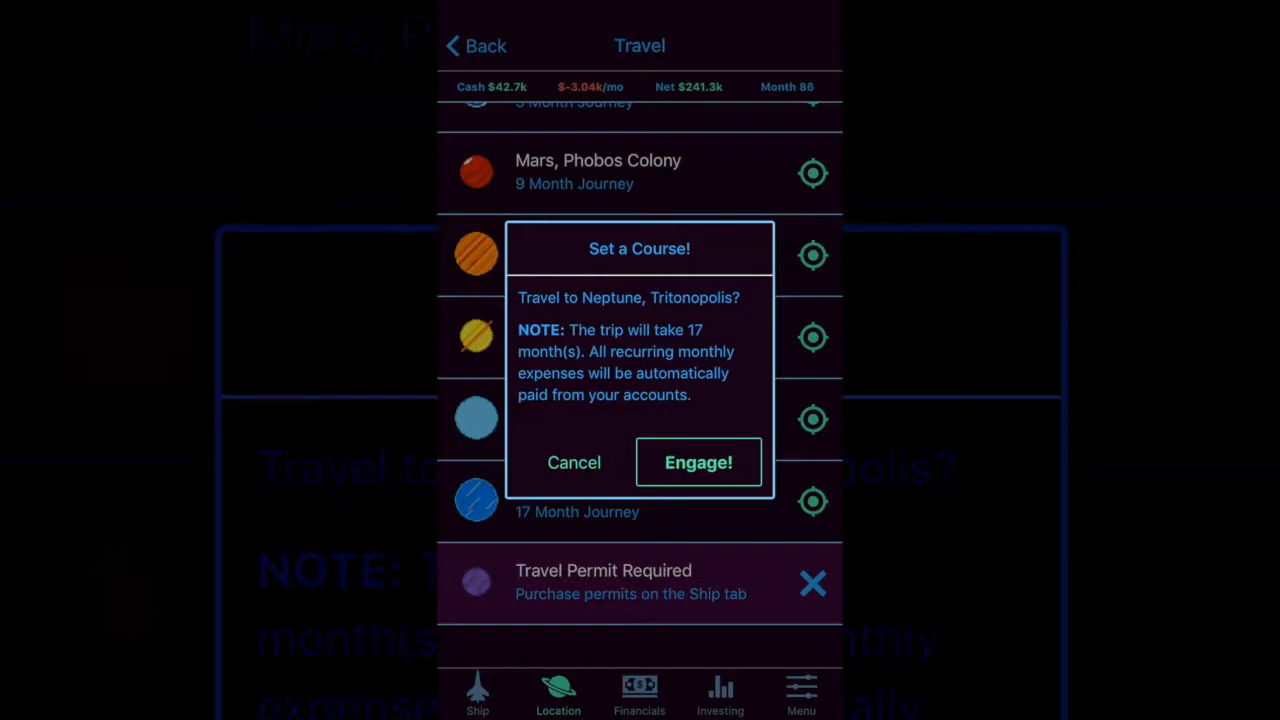 Back
Travel
Cash $42.7k $-3.04k/mo Net $241.3k Month 86
Month Journey
Mars, Phobos Colony
9 Month Journey
Set a Course!
Travel to Neptune, Tritonopolis?
NOTE: The trip will take 17
month(s). All recurring monthly
expenses will be automatically
paid from your accounts.
Cancel
Engage!
17 Month Journey
Travel Permit Required
Purchase permits on the Ship tab
Ship Location Financials Investing Menu